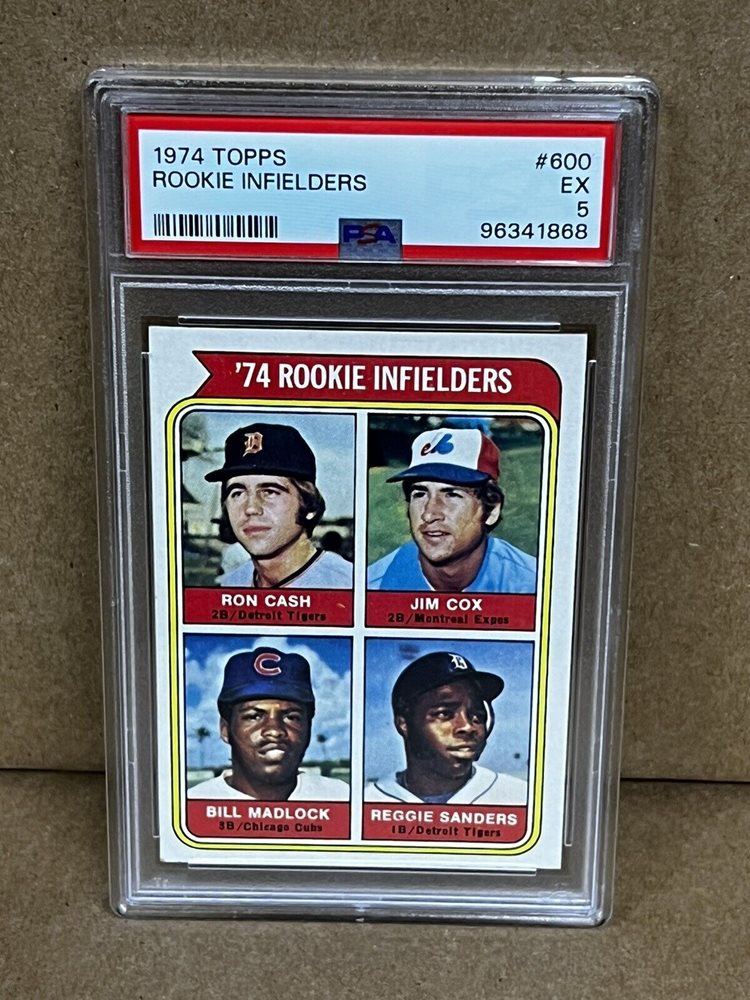 1974 TOPPS #600
ROOKIE INFIELDERS EX
5
PSA 96341868
'74 ROOKIE INFIELDERS
D
eb
RON CASH
2B/Detroit Tigers
JIM COX
2B/Montreal Expos
C
D
BILL MADLOCK
3B/Chicago Cubs
REGGIE SANDERS
1B/Detroit Tigers